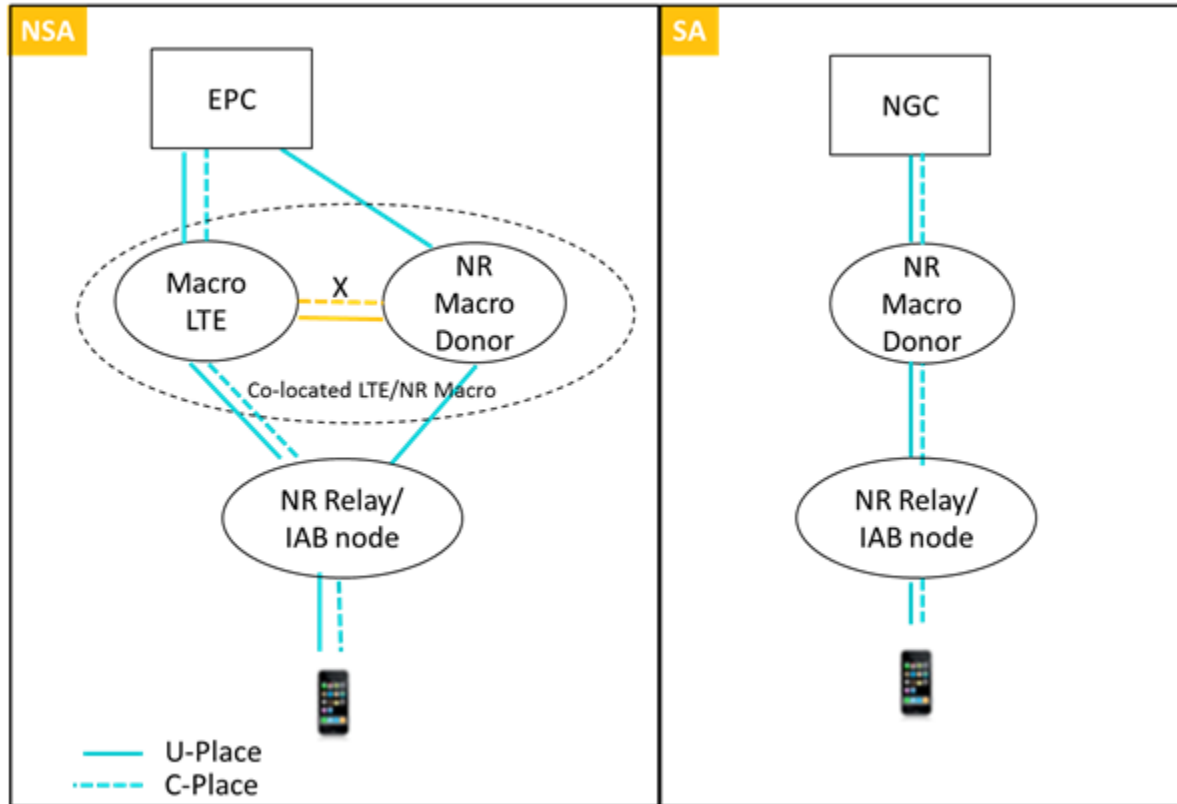 NSA
EPC
Macro
LTE
X
NR
Macro
Donor
Co-located LTE/NR Macro
NR Relay/
IAB node
U-Place
C-Place
SA
NGC
NR
Macro
Donor
NR Relay/
IAB node